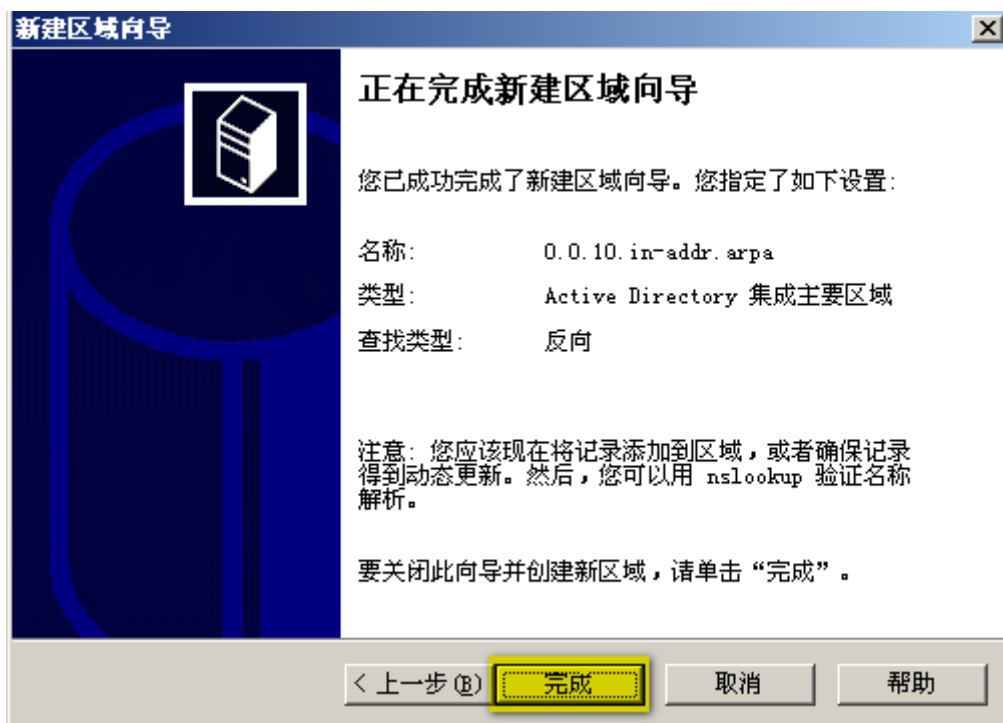 新建区域向导
正在完成新建区域向导
您已成功完成了新建区域向导。您指定了如下设置:
名称: 0.0.10.in-addr.arpa
类型: Active Directory 集成主要区域
查找类型: 反向
注意: 您应该现在将记录添加到区域，或者确保记录
得到动态更新。然后，您可以用 nslookup 验证名称
解析。
要关闭此向导并创建新区域，请单击“完成”。
< 上一步(B) 完成 取消 帮助